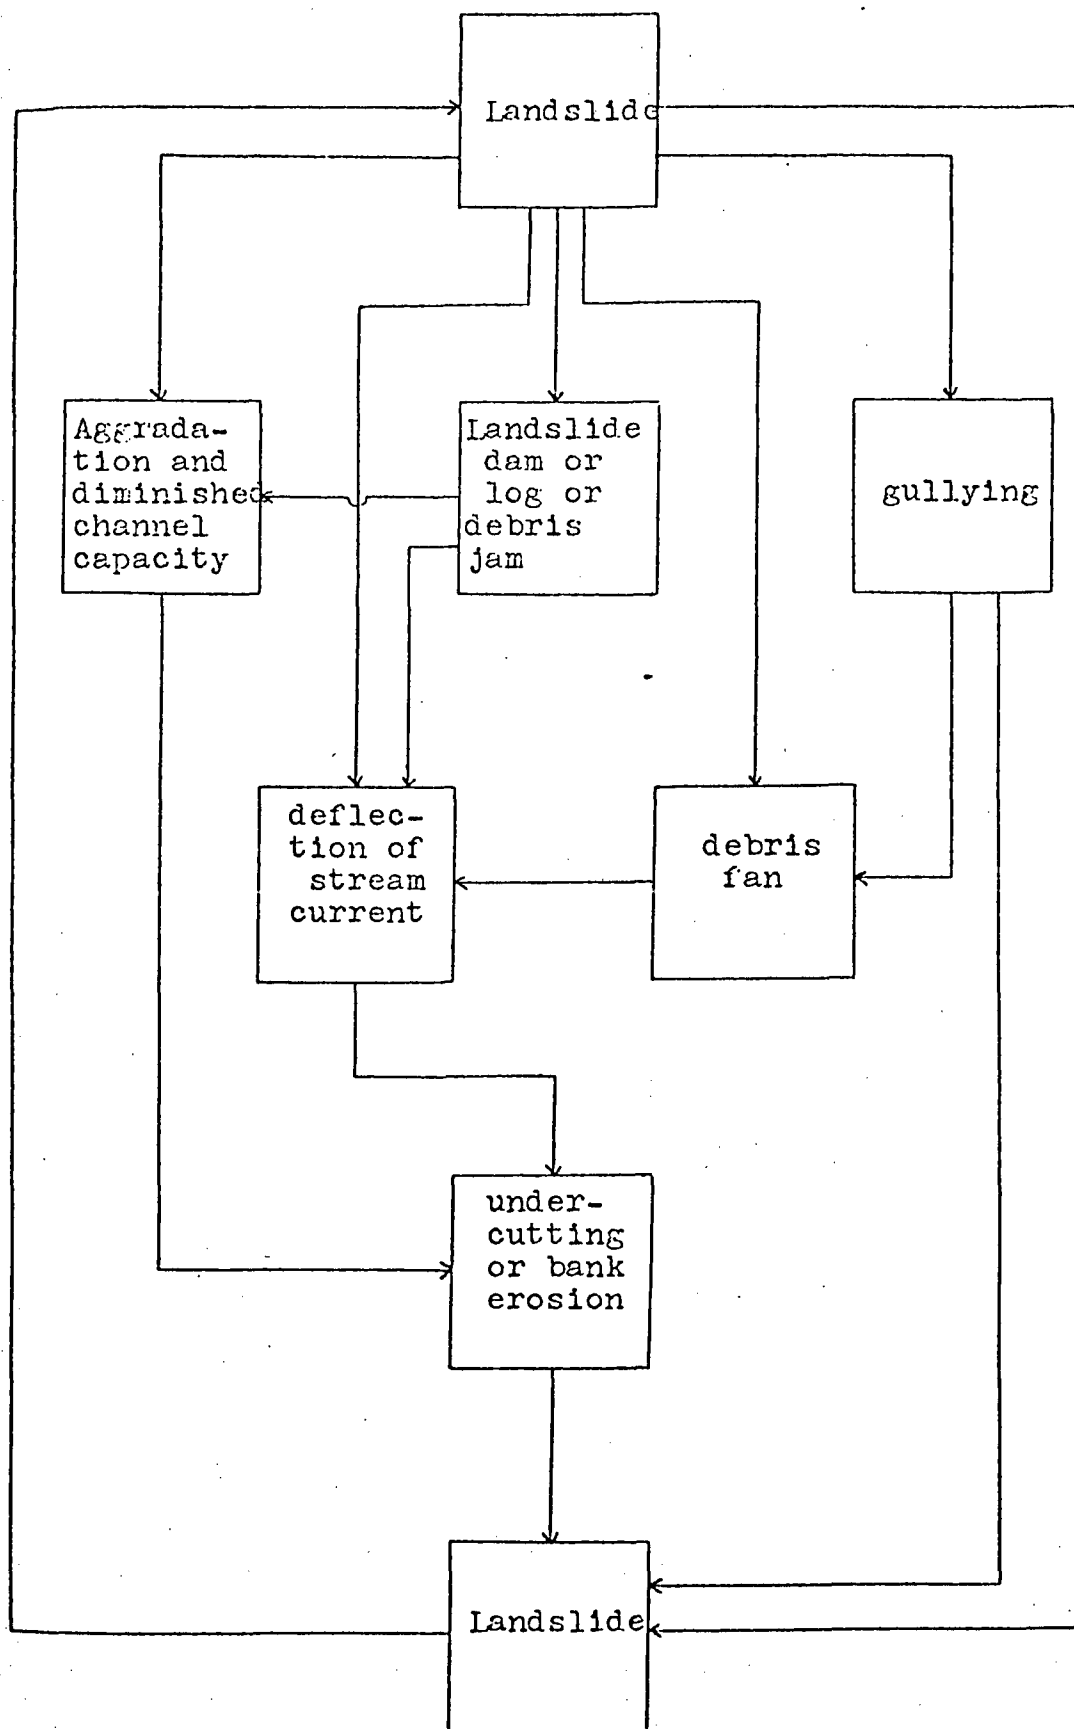 Landslide
Aggrada-
tion and
diminished
channel
capacity
Landslide
dam or
log or
debris
jam
gullying
deflec-
tion of
stream
current
debris
fan
under-
cutting
or bank
erosion
Landslide